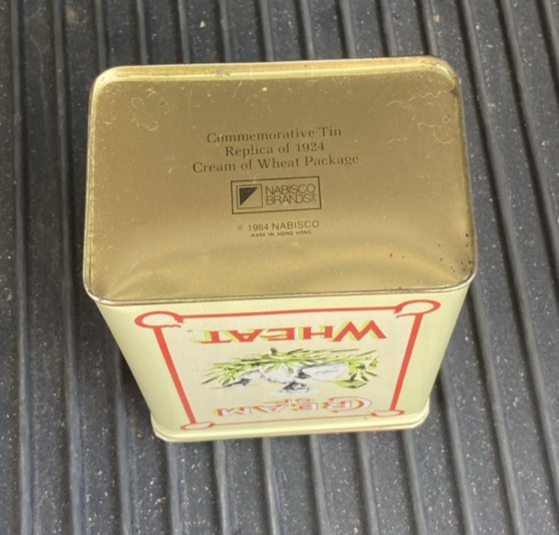 Commemorative Tin
Replica of 1924
Cream of Wheat Package
NABISCO
BRANDS
© 1984 NABISCO
MADE IN HONG KONG
CREAM
OF
WHEAT